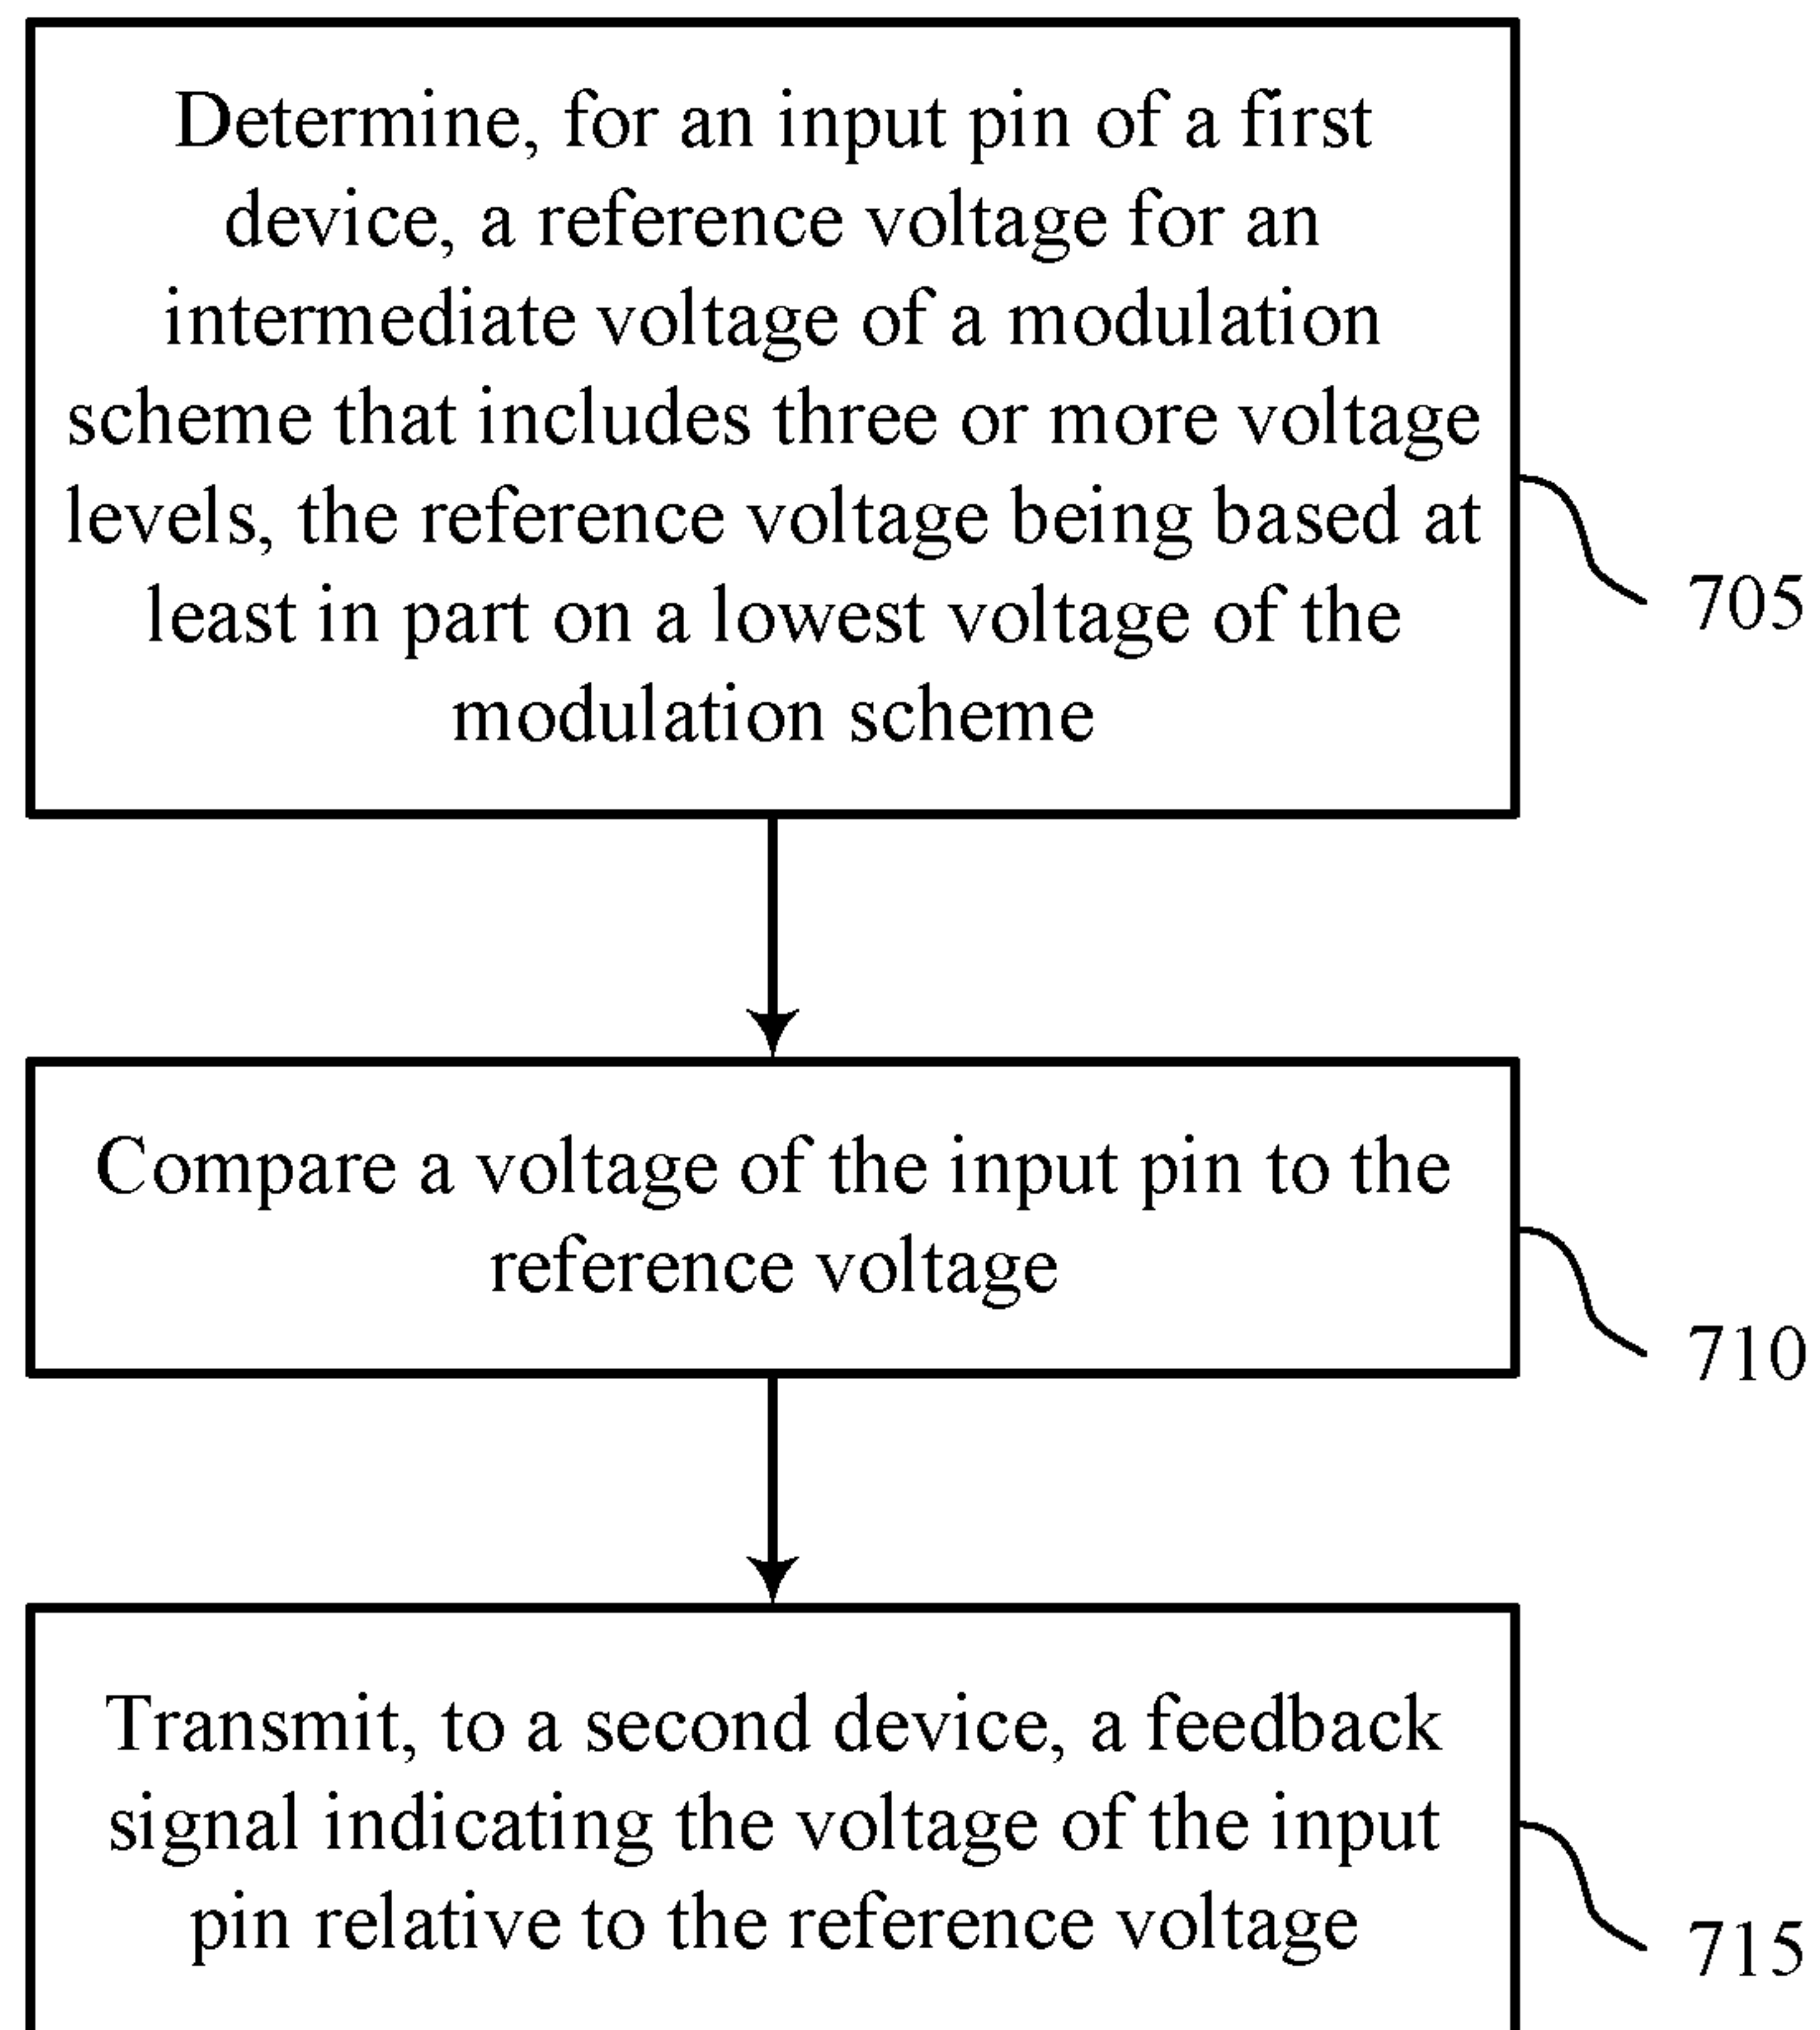 Determine, for an input pin of a first
device, a reference voltage for an
intermediate voltage of a modulation
scheme that includes three or more voltage
levels, the reference voltage being based at
least in part on a lowest voltage of the
modulation scheme
705
Compare a voltage of the input pin to the
reference voltage
710
Transmit, to a second device, a feedback
signal indicating the voltage of the input
pin relative to the reference voltage
715